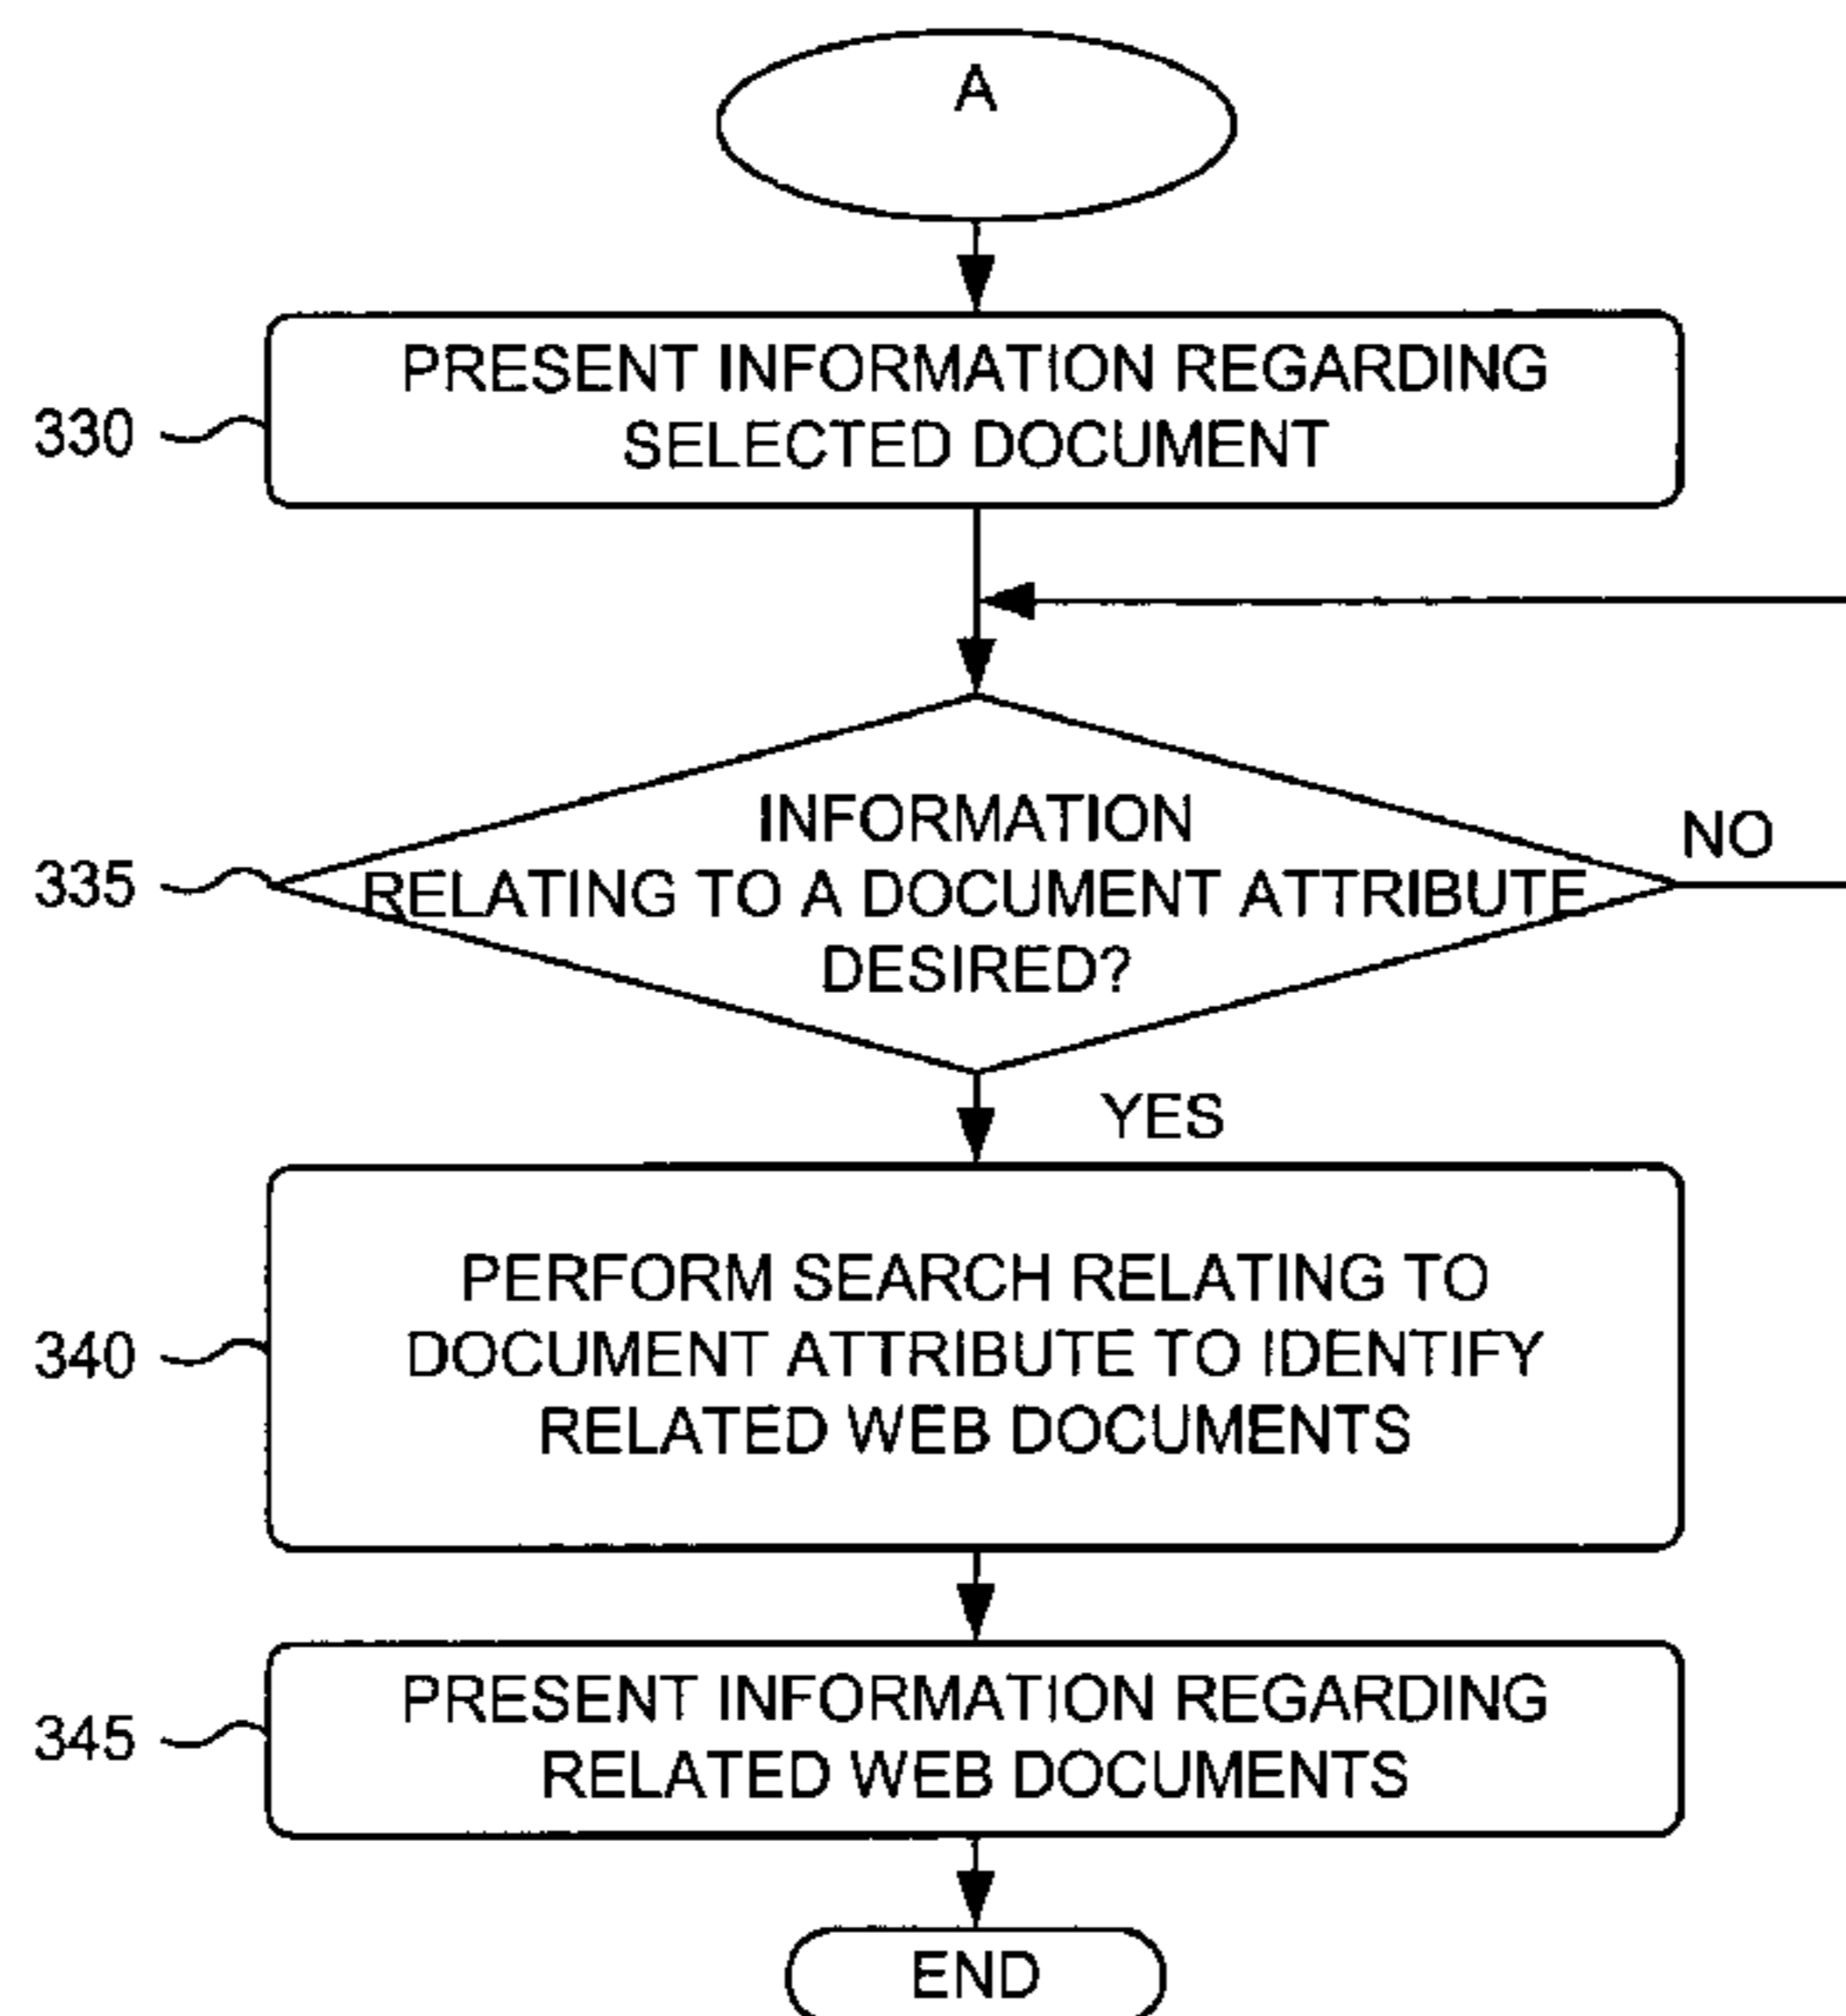 A
PRESENT INFORMATION REGARDING
SELECTED DOCUMENT
330
INFORMATION
RELATING TO A DOCUMENT ATTRIBUTE
DESIRED?
335
NO
YES
PERFORM SEARCH RELATING TO
DOCUMENT ATTRIBUTE TO IDENTIFY
RELATED WEB DOCUMENTS
340
PRESENT INFORMATION REGARDING
RELATED WEB DOCUMENTS
345
END